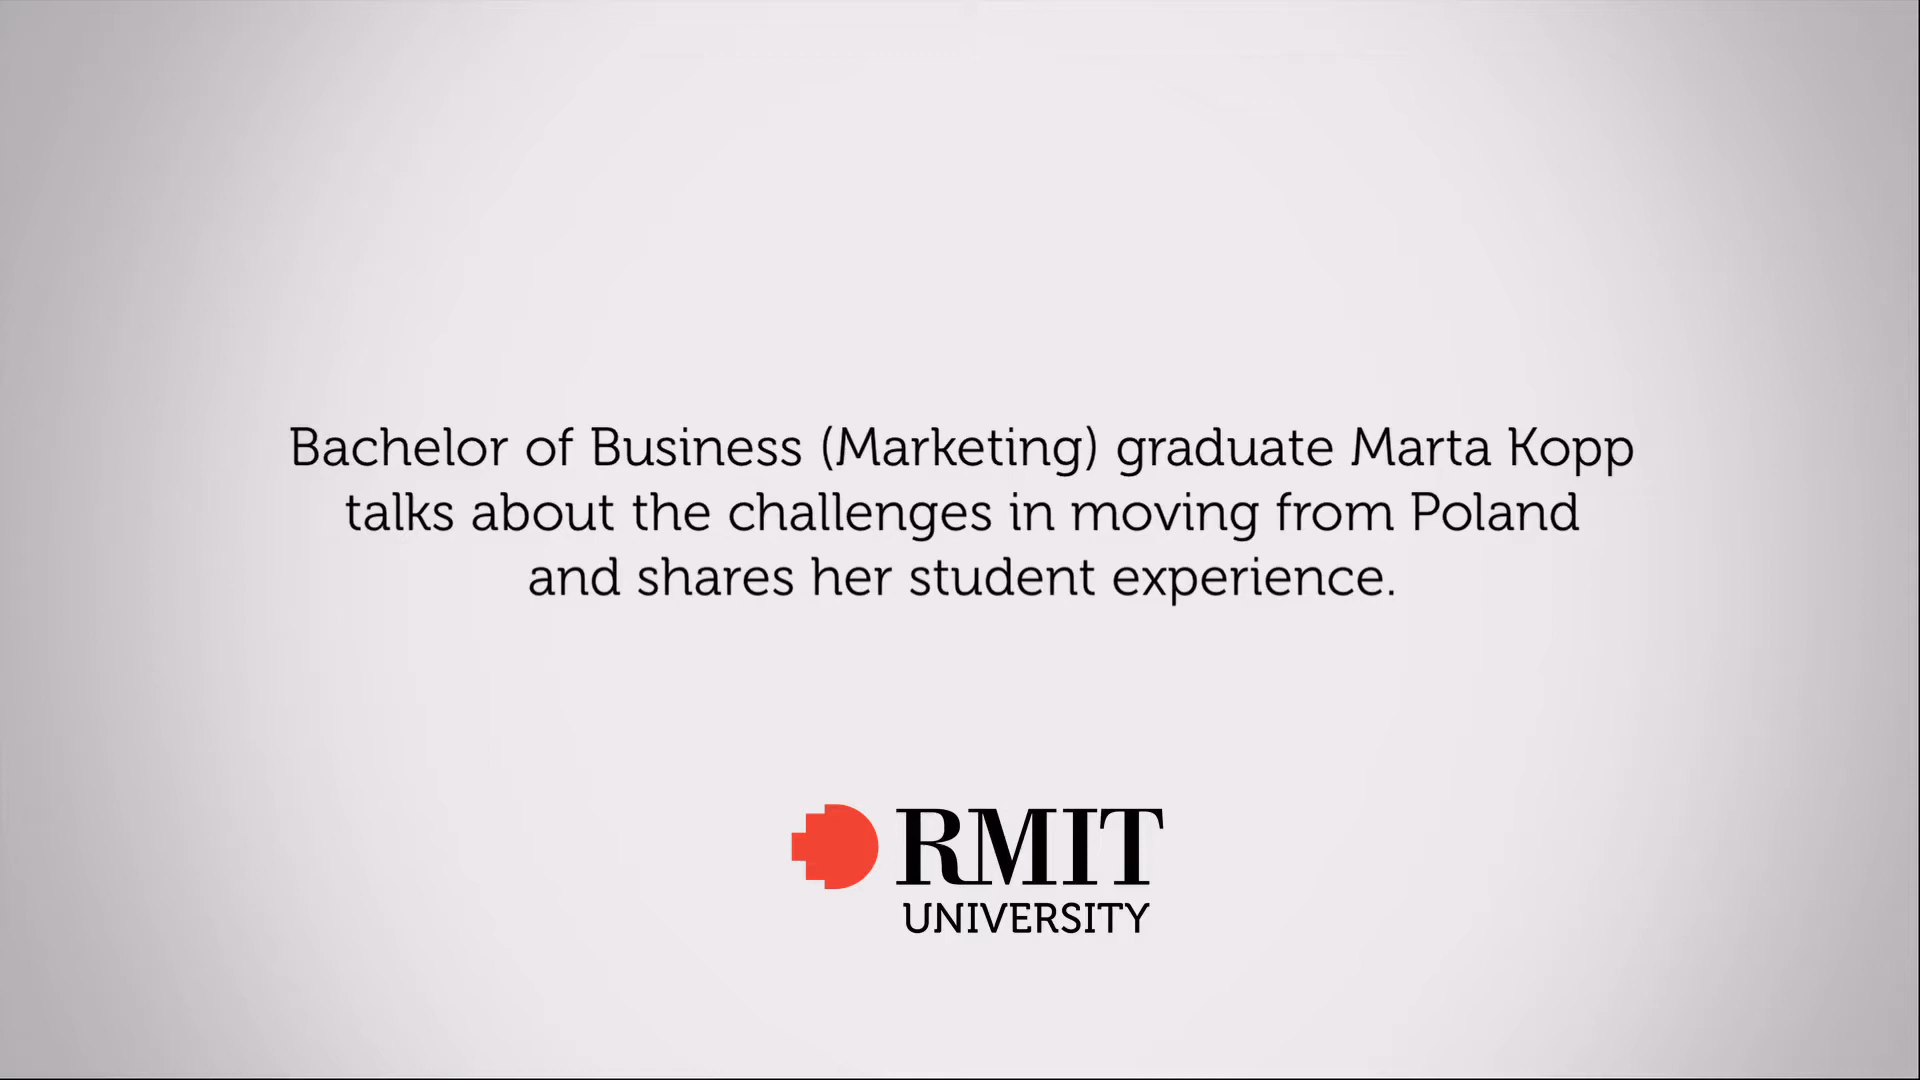 Bachelor of Business (Marketing) graduate Marta Kopp
talks about the challenges in moving from Poland
and shares her student experience.
RMIT
UNIVERSITY